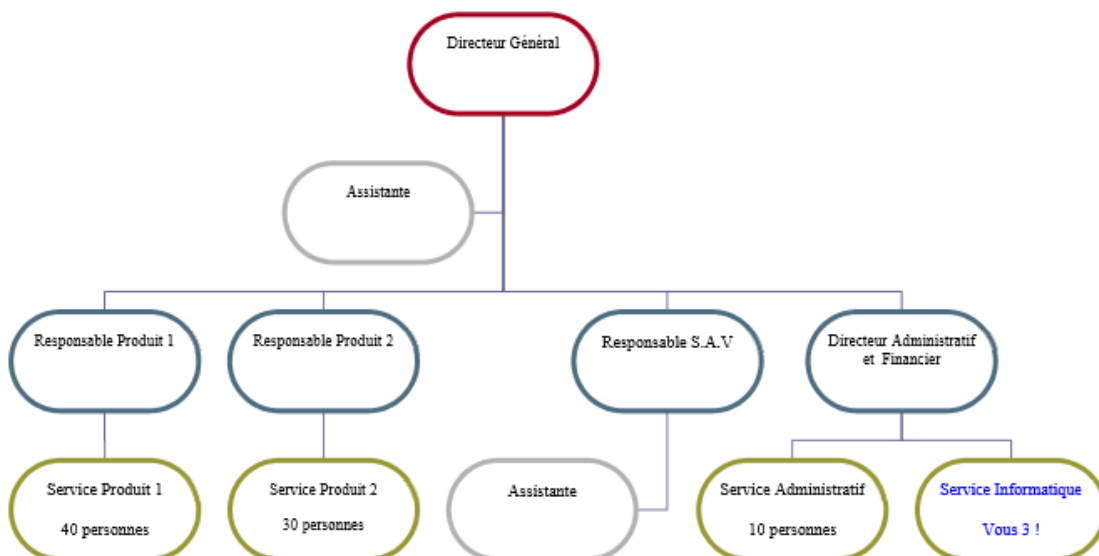 Directeur Général
Assistante
Responsable Produit 1
Responsable Produit 2
Responsable S.A.V
Directeur Administratif
et Financier
Service Produit 1
40 personnes
Service Produit 2
30 personnes
Assistante
Service Administratif
10 personnes
Service Informatique
Vous 3 !